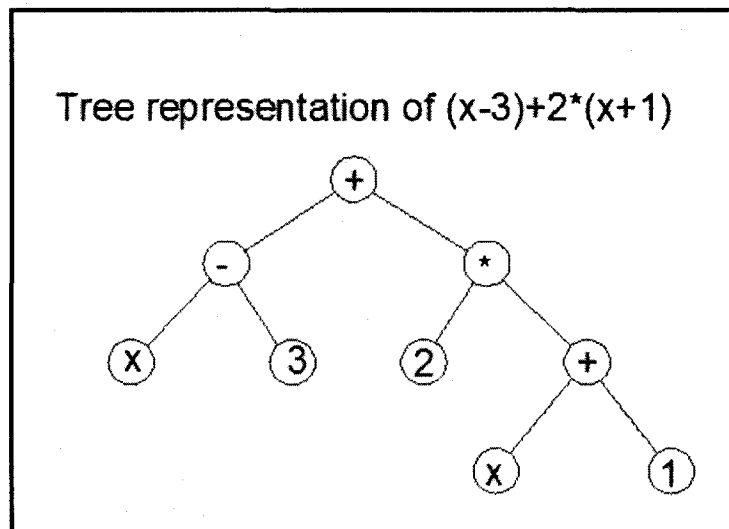 Tree representation of (x-3)+2*(x+1)
+
- *
x 3 2 +
x 1